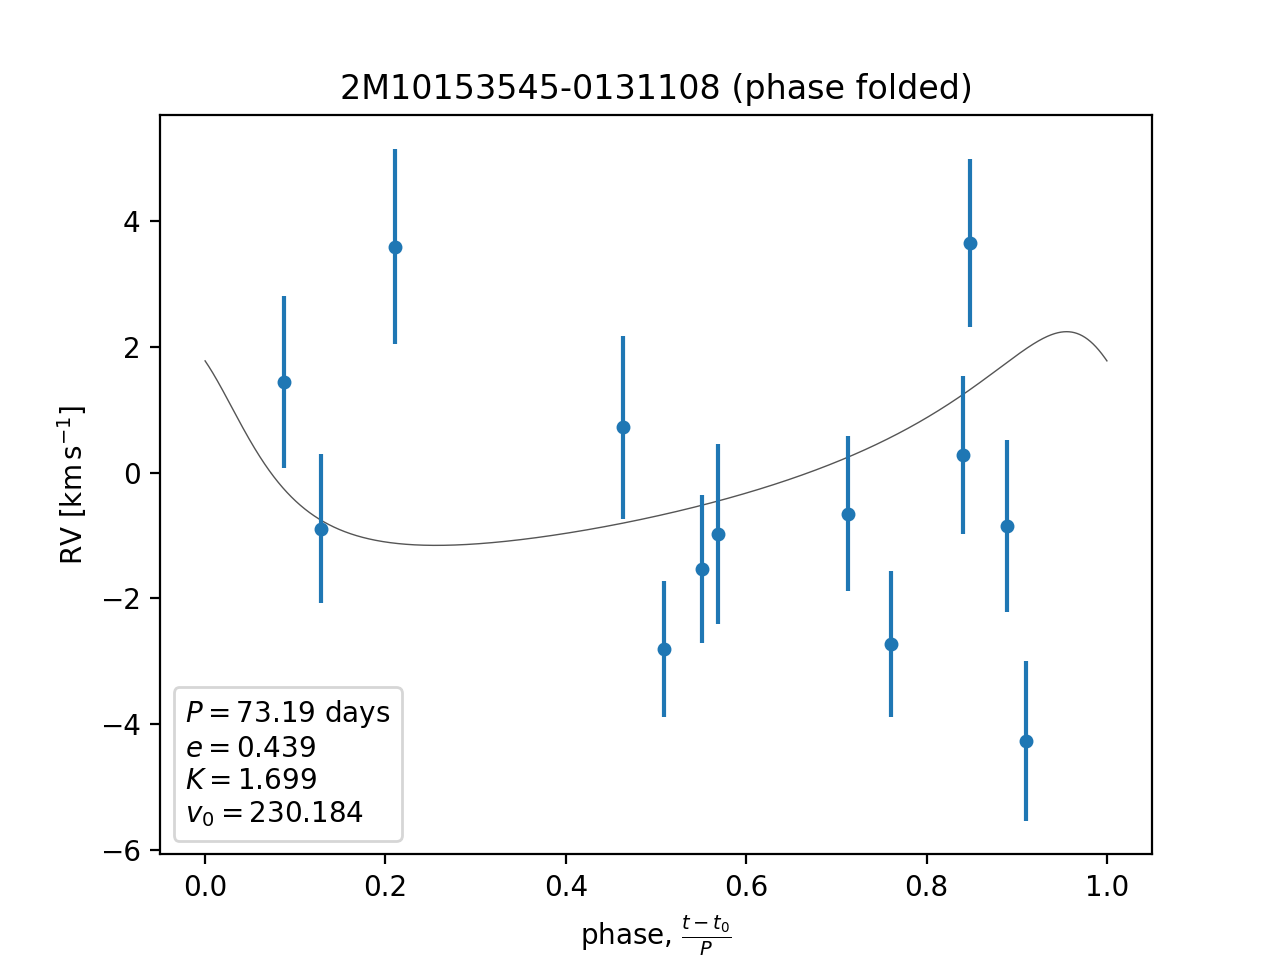 2M10153545-0131108 (phase folded)
RV [km s⁻¹]
4
2
0
−2
−4
−6
P = 73.19 days
e = 0.439
K = 1.699
v₀ = 230.184
0.0 0.2 0.4 0.6 0.8 1.0
phase, (t − t₀)/P